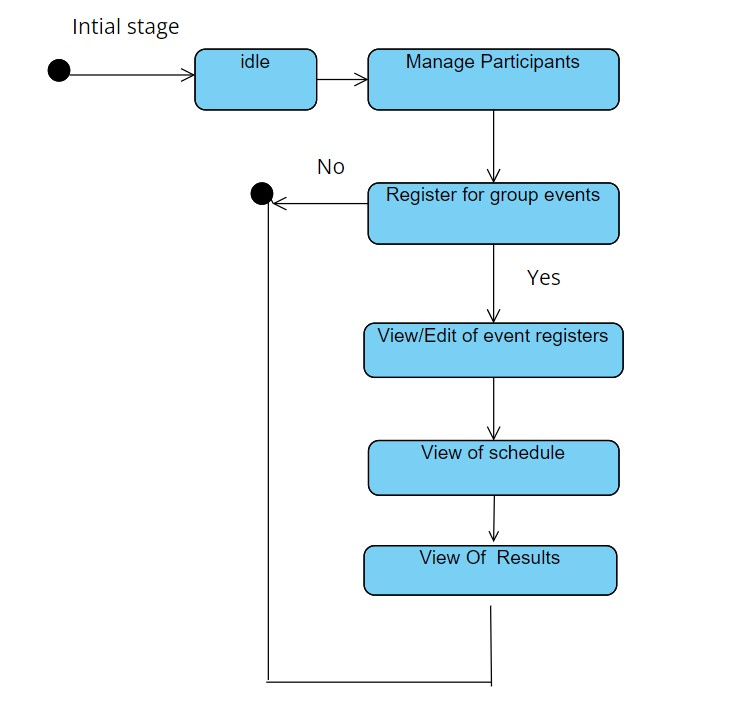 Intial stage
idle
Manage Participants
No
Register for group events
Yes
View/Edit of event registers
View of schedule
View Of  Results